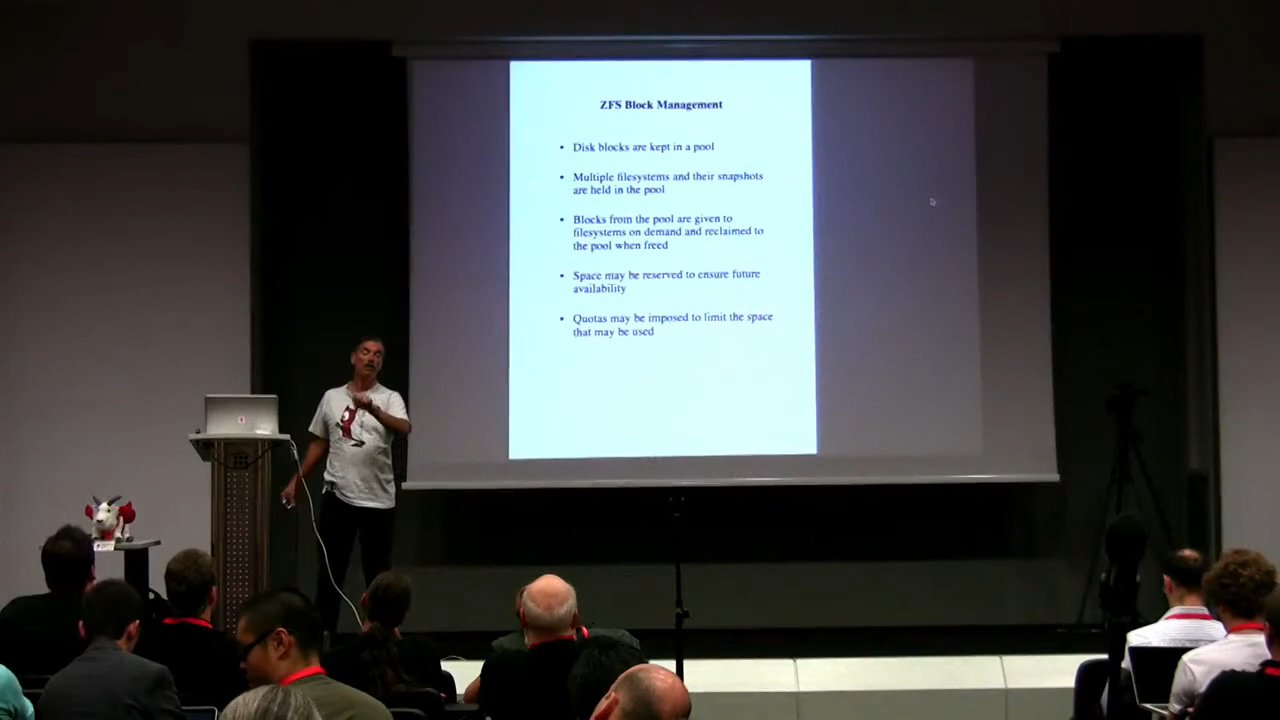 ZFS Block Management
• Disk blocks are kept in a pool
• Multiple filesystems and their snapshots
are held in the pool
• Blocks from the pool are given to
filesystems on demand and reclaimed to
the pool when freed
• Space may be reserved to ensure future
availability
• Quotas may be imposed to limit the space
that may be used